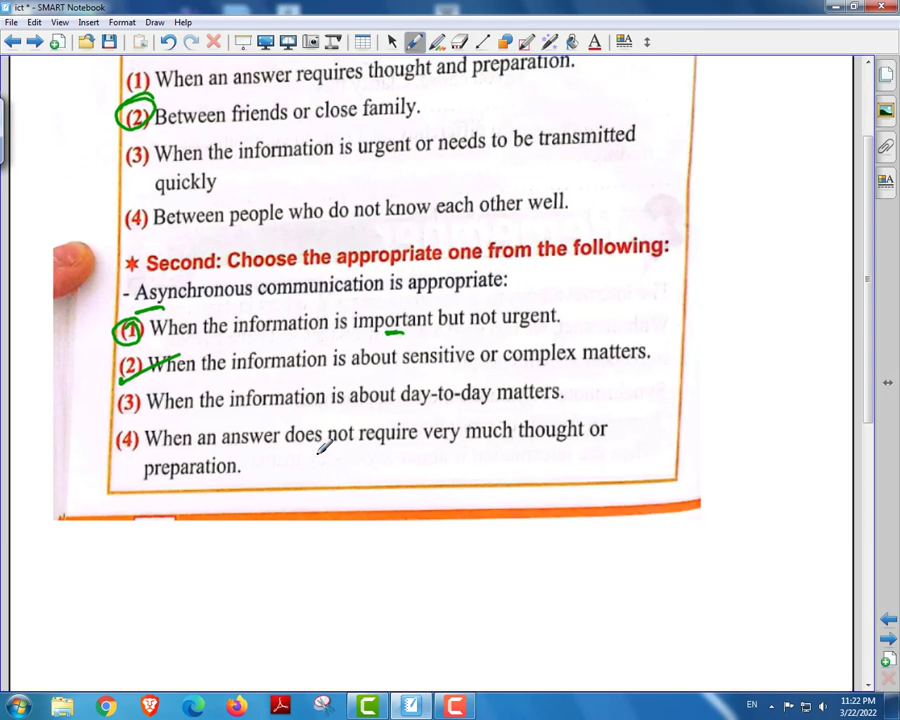 ict * - SMART Notebook
File Edit View Insert Format Draw Help
(1) When an answer requires thought and preparation.
(2) Between friends or close family.
(3) When the information is urgent or needs to be transmitted
quickly
(4) Between people who do not know each other well.
* Second: Choose the appropriate one from the following:
- Asynchronous communication is appropriate:
(1) When the information is important but not urgent.
(2) When the information is about sensitive or complex matters.
(3) When the information is about day-to-day matters.
(4) When an answer does not require very much thought or
preparation.
EN
11:22 PM
3/22/2022